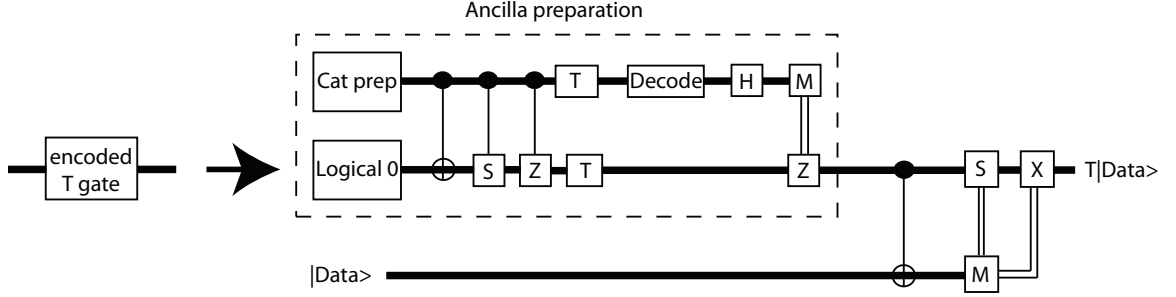 Ancilla preparation
Cat prep
T
Decode
H
M
encoded
T gate
Logical 0
S
Z
T
Z
S
X
T|Data>
|Data>
M